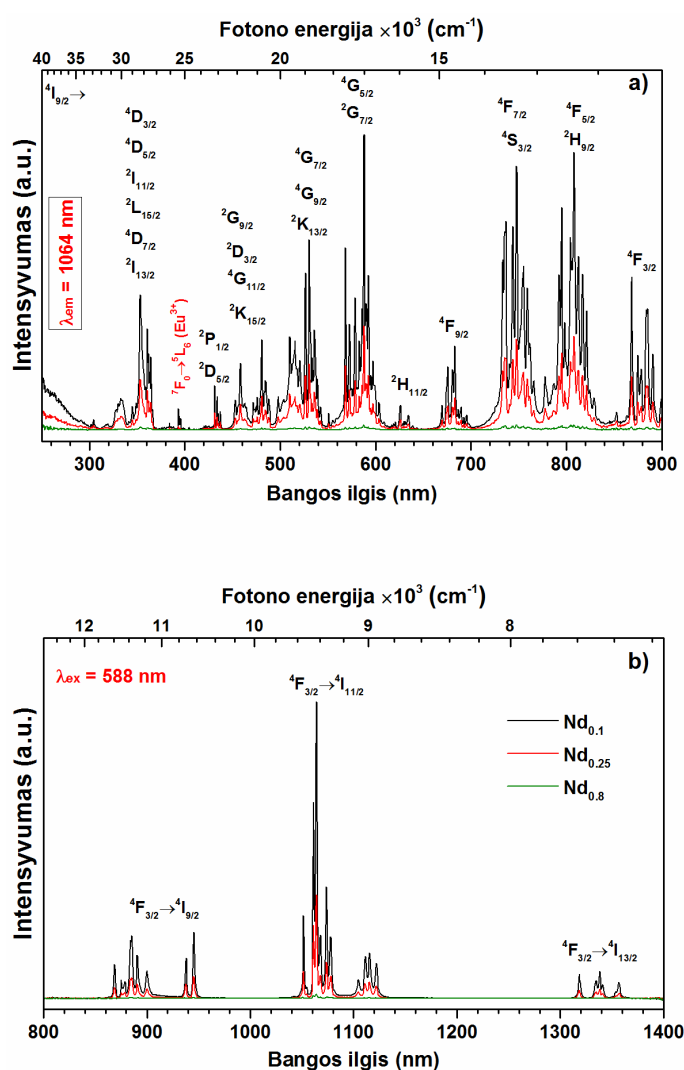 Fotono energija ×10³ (cm⁻¹)
40 35 30 25 20 15
⁴I₉/₂→
a)
⁴D₃/₂
⁴D₅/₂
²I₁₁/₂
²L₁₅/₂
⁴D₇/₂
²I₁₃/₂
⁷F₀→⁵L₆ (Eu³⁺)
²P₁/₂
²D₅/₂
²G₉/₂
²D₃/₂
⁴G₁₁/₂
²K₁₅/₂
⁴G₇/₂
⁴G₉/₂
²K₁₃/₂
⁴G₅/₂
²G₇/₂
²H₁₁/₂
⁴F₉/₂
⁴F₇/₂
⁴S₃/₂
⁴F₅/₂
²H₉/₂
⁴F₃/₂
λem = 1064 nm
Intensyvumas (a.u.)
300 400 500 600 700 800 900
Bangos ilgis (nm)
Fotono energija ×10³ (cm⁻¹)
12 11 10 9 8
λex = 588 nm
b)
⁴F₃/₂→⁴I₁₁/₂
Nd₀.₁
Nd₀.₂₅
Nd₀.₈
⁴F₃/₂→⁴I₉/₂
⁴F₃/₂→⁴I₁₃/₂
Intensyvumas (a.u.)
800 900 1000 1100 1200 1300 1400
Bangos ilgis (nm)